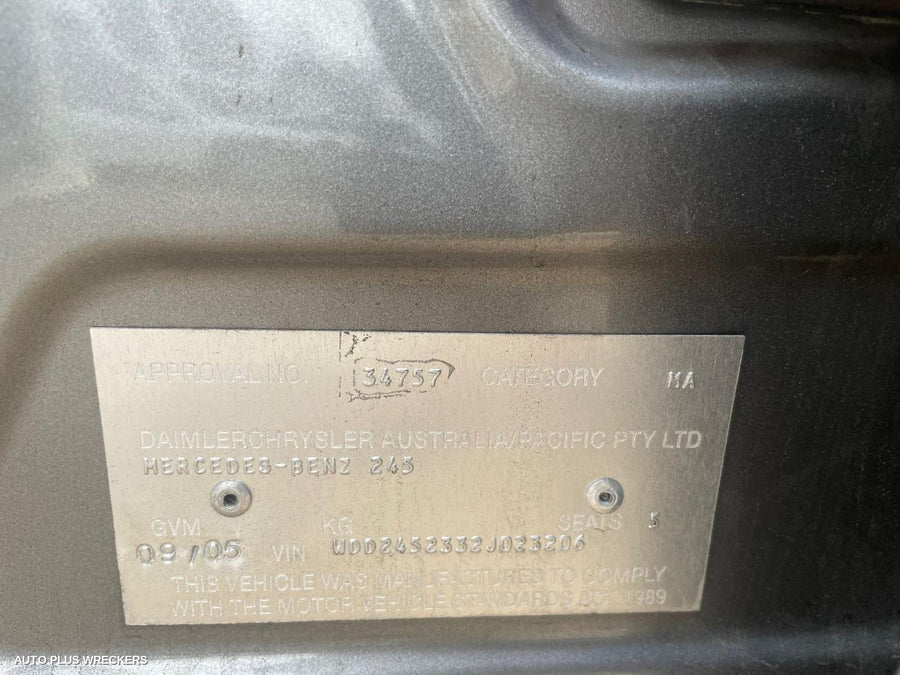 APPROVAL NO. 34757 CATEGORY MA
DAIMLERCHRYSLER AUSTRALIA/PACIFIC PTY LTD
MERCEDES-BENZ 245
GVM KG SEATS 5
09/05 VIN WDD2452332J023206
THIS VEHICLE WAS MANUFACTURED TO COMPLY
WITH THE MOTOR VEHICLE STANDARDS ACT 1989
AUTO PLUS WRECKERS